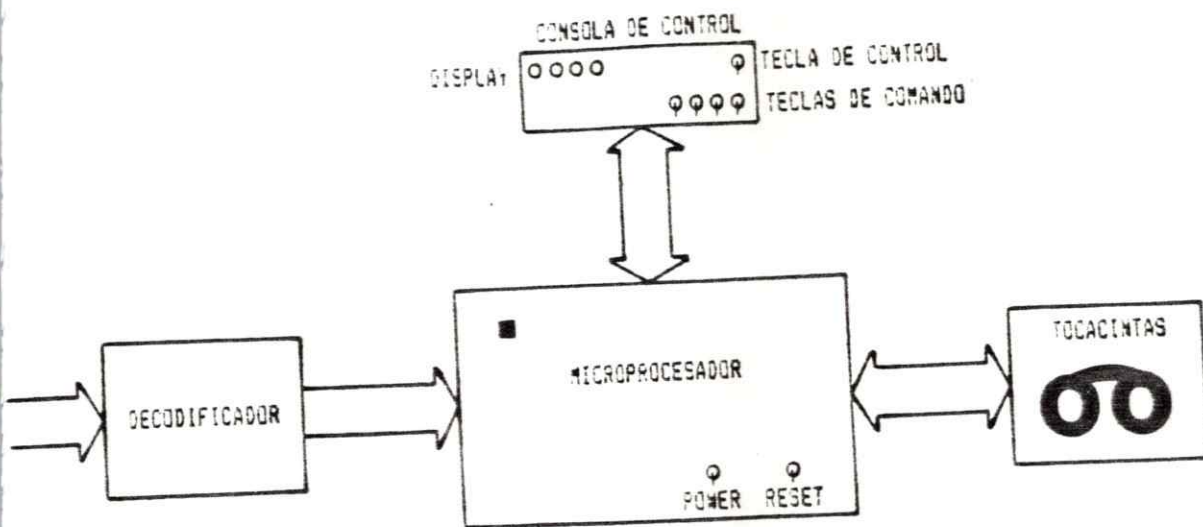 CONSOLA DE CONTROL
DISPLAY
TECLA DE CONTROL
TECLAS DE COMANDO
TOCACINTAS
MICROPROCESADOR
DECODIFICADOR
POWER RESET